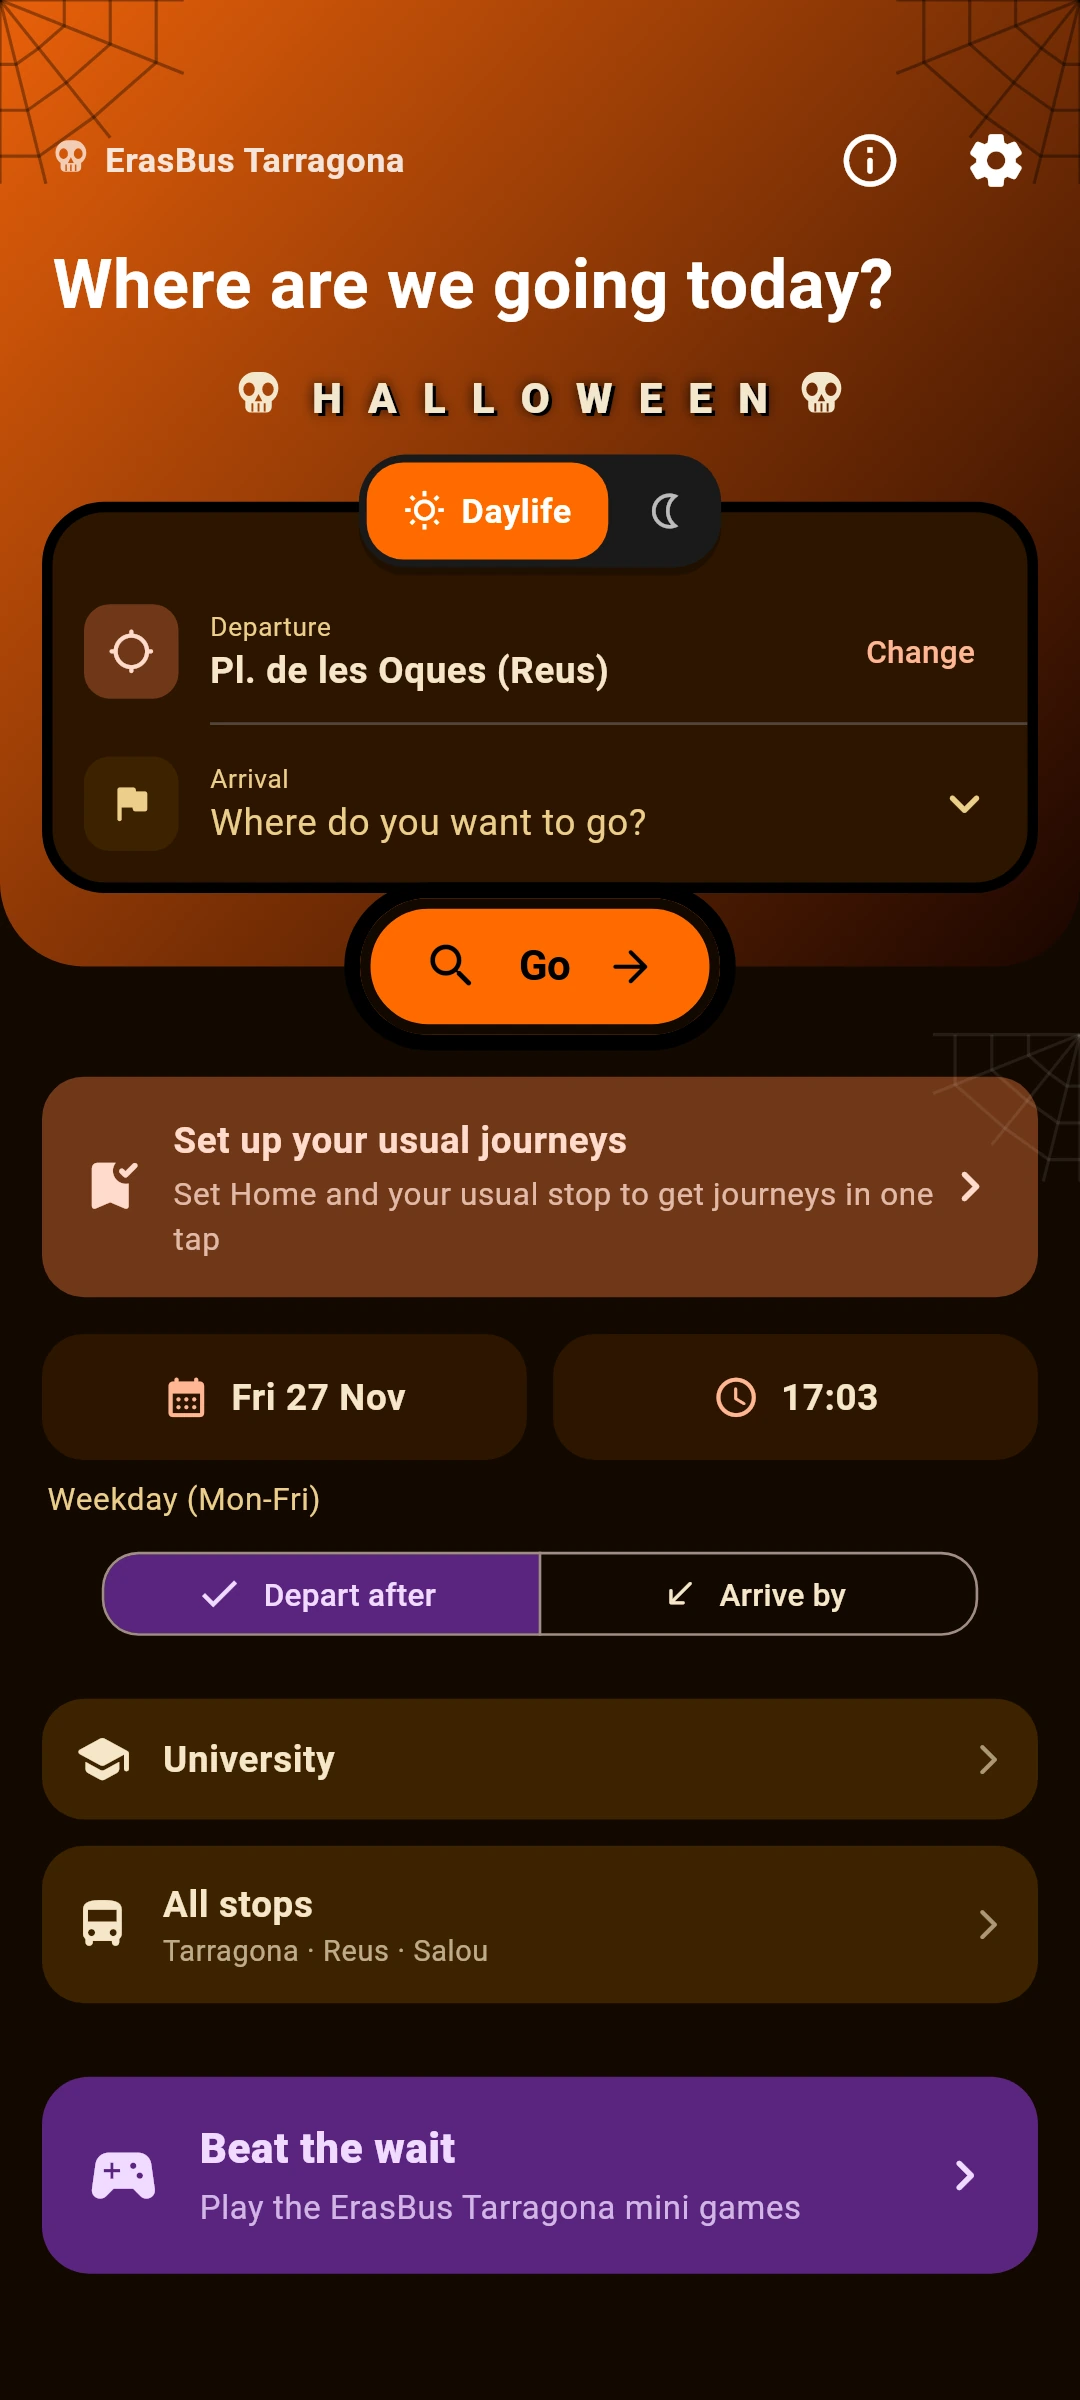 ErasBus Tarragona
Where are we going today?
HALLOWEEN
Daylife
Departure
Pl. de les Oques (Reus)
Change
Arrival
Where do you want to go?
Go
Set up your usual journeys
Set Home and your usual stop to get journeys in one
tap
Fri 27 Nov
17:03
Weekday (Mon-Fri)
Depart after
Arrive by
University
All stops
Tarragona · Reus · Salou
Beat the wait
Play the ErasBus Tarragona mini games